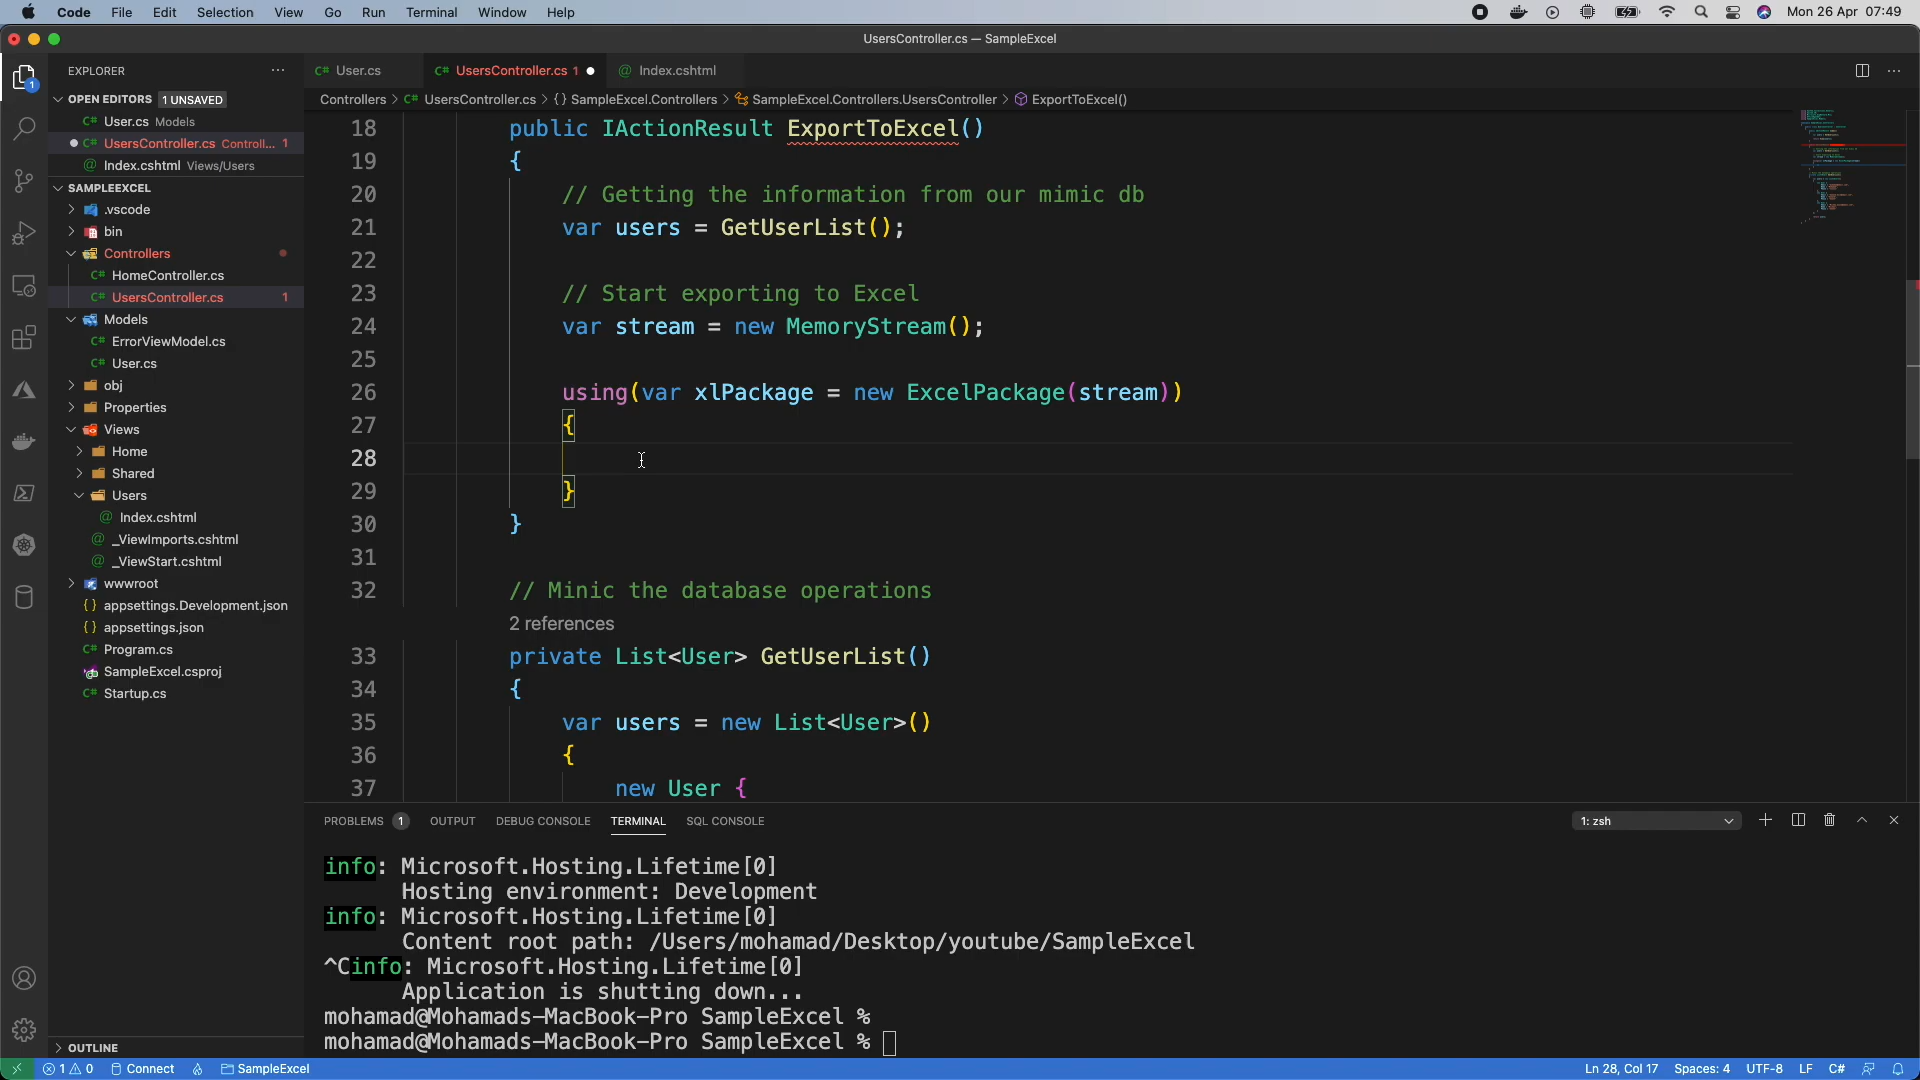 Code File Edit Selection View Go Run Terminal Window Help Mon 26 Apr 07:49
UsersController.cs — SampleExcel
EXPLORER
OPEN EDITORS 1 UNSAVED
User.cs Models
UsersController.cs Controll... 1
Index.cshtml Views/Users
SAMPLEEXCEL
.vscode
bin
Controllers
HomeController.cs
UsersController.cs 1
Models
ErrorViewModel.cs
User.cs
obj
Properties
Views
Home
Shared
Users
Index.cshtml
_ViewImports.cshtml
_ViewStart.cshtml
wwwroot
appsettings.Development.json
appsettings.json
Program.cs
SampleExcel.csproj
Startup.cs
OUTLINE
User.cs UsersController.cs 1 Index.cshtml
Controllers > UsersController.cs > {} SampleExcel.Controllers > SampleExcel.Controllers.UsersController > ExportToExcel()
18 public IActionResult ExportToExcel()
19 {
20 // Getting the information from our mimic db
21 var users = GetUserList();
22
23 // Start exporting to Excel
24 var stream = new MemoryStream();
25
26 using(var xlPackage = new ExcelPackage(stream))
27 {
28
29 }
30 }
31
32 // Minic the database operations
2 references
33 private List<User> GetUserList()
34 {
35 var users = new List<User>()
36 {
37 new User {
PROBLEMS 1 OUTPUT DEBUG CONSOLE TERMINAL SQL CONSOLE 1: zsh
info: Microsoft.Hosting.Lifetime[0]
Hosting environment: Development
info: Microsoft.Hosting.Lifetime[0]
Content root path: /Users/mohamad/Desktop/youtube/SampleExcel
^Cinfo: Microsoft.Hosting.Lifetime[0]
Application is shutting down...
mohamad@Mohamads-MacBook-Pro SampleExcel %
mohamad@Mohamads-MacBook-Pro SampleExcel %
1 0 Connect SampleExcel Ln 28, Col 17 Spaces: 4 UTF-8 LF C#